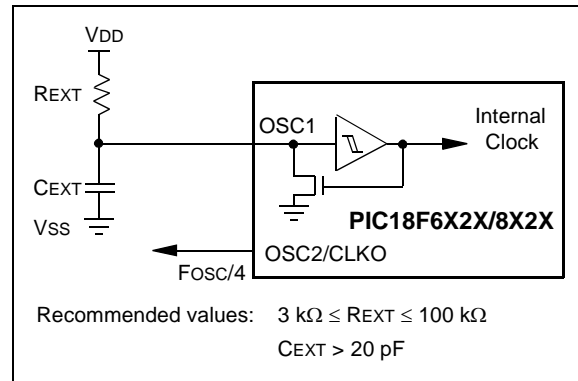 VDD
REXT
OSC1
Internal
Clock
CEXT
VSS
PIC18F6X2X/8X2X
OSC2/CLKO
FOSC/4
Recommended values: 3 kΩ ≤ REXT ≤ 100 kΩ
CEXT > 20 pF